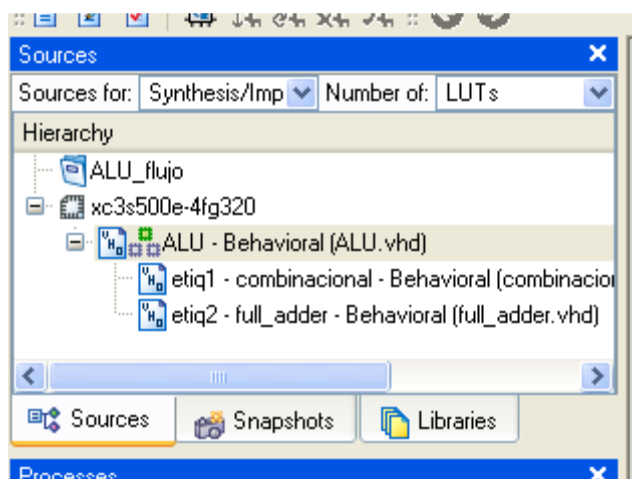 Sources
Sources for: Synthesis/Imp Number of: LUTs
Hierarchy
ALU_flujo
xc3s500e-4fg320
ALU - Behavioral (ALU.vhd)
etiq1 - combinacional - Behavioral (combinacio
etiq2 - full_adder - Behavioral (full_adder.vhd)
Sources Snapshots Libraries
Processes